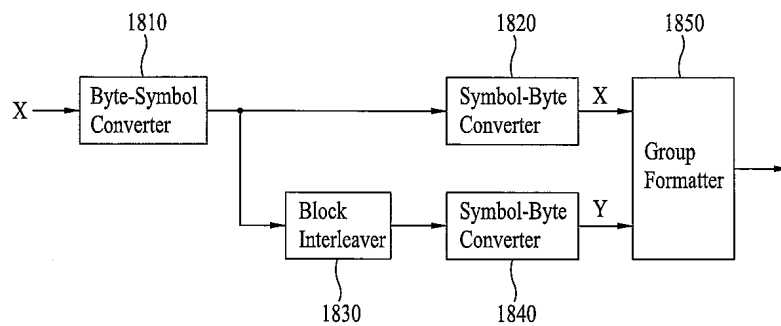 1810
1820
1850
X
Byte-Symbol
Converter
Symbol-Byte
Converter
X
Group
Formatter
Block
Interleaver
Symbol-Byte
Converter
Y
1830
1840